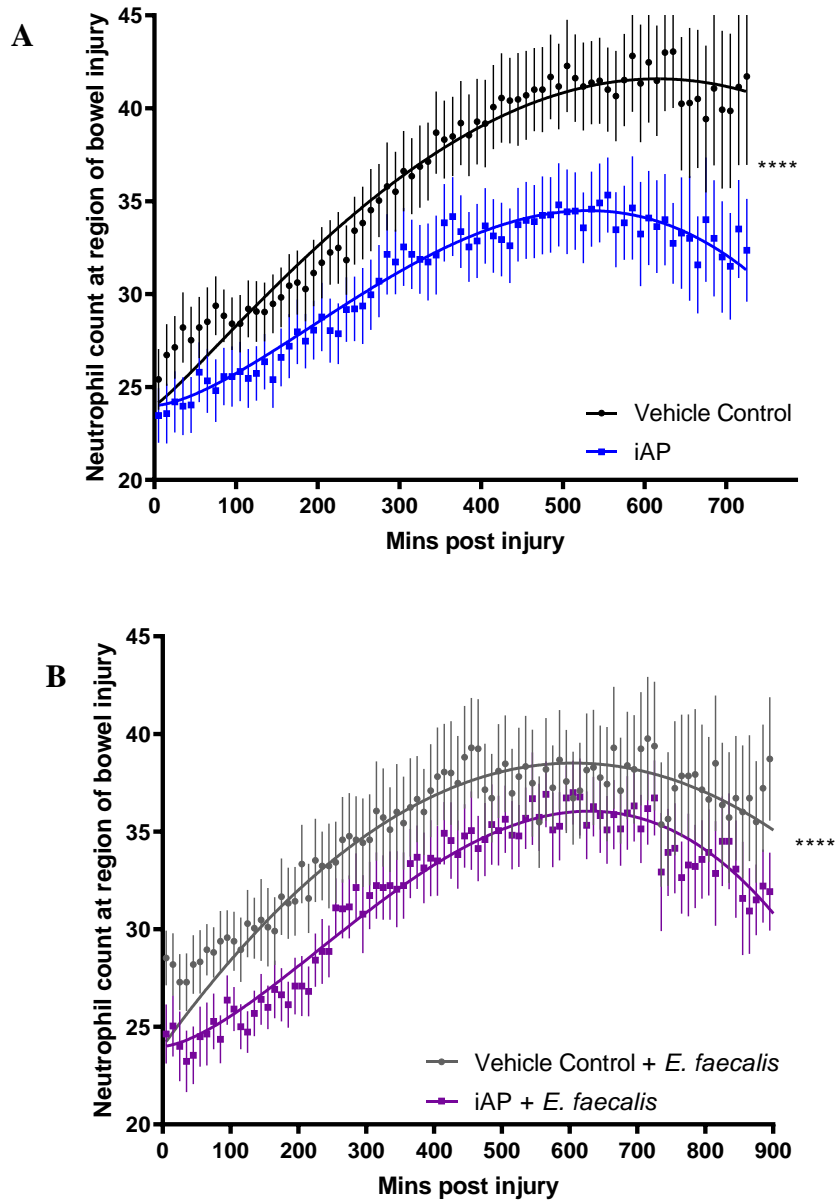 A
Neutrophil count at region of bowel injury
45
40
35
30
25
20
****
Vehicle Control
iAP
0 100 200 300 400 500 600 700
Mins post injury
B
Neutrophil count at region of bowel injury
45
40
35
30
25
20
****
Vehicle Control + E. faecalis
iAP + E. faecalis
0 100 200 300 400 500 600 700 800 900
Mins post injury